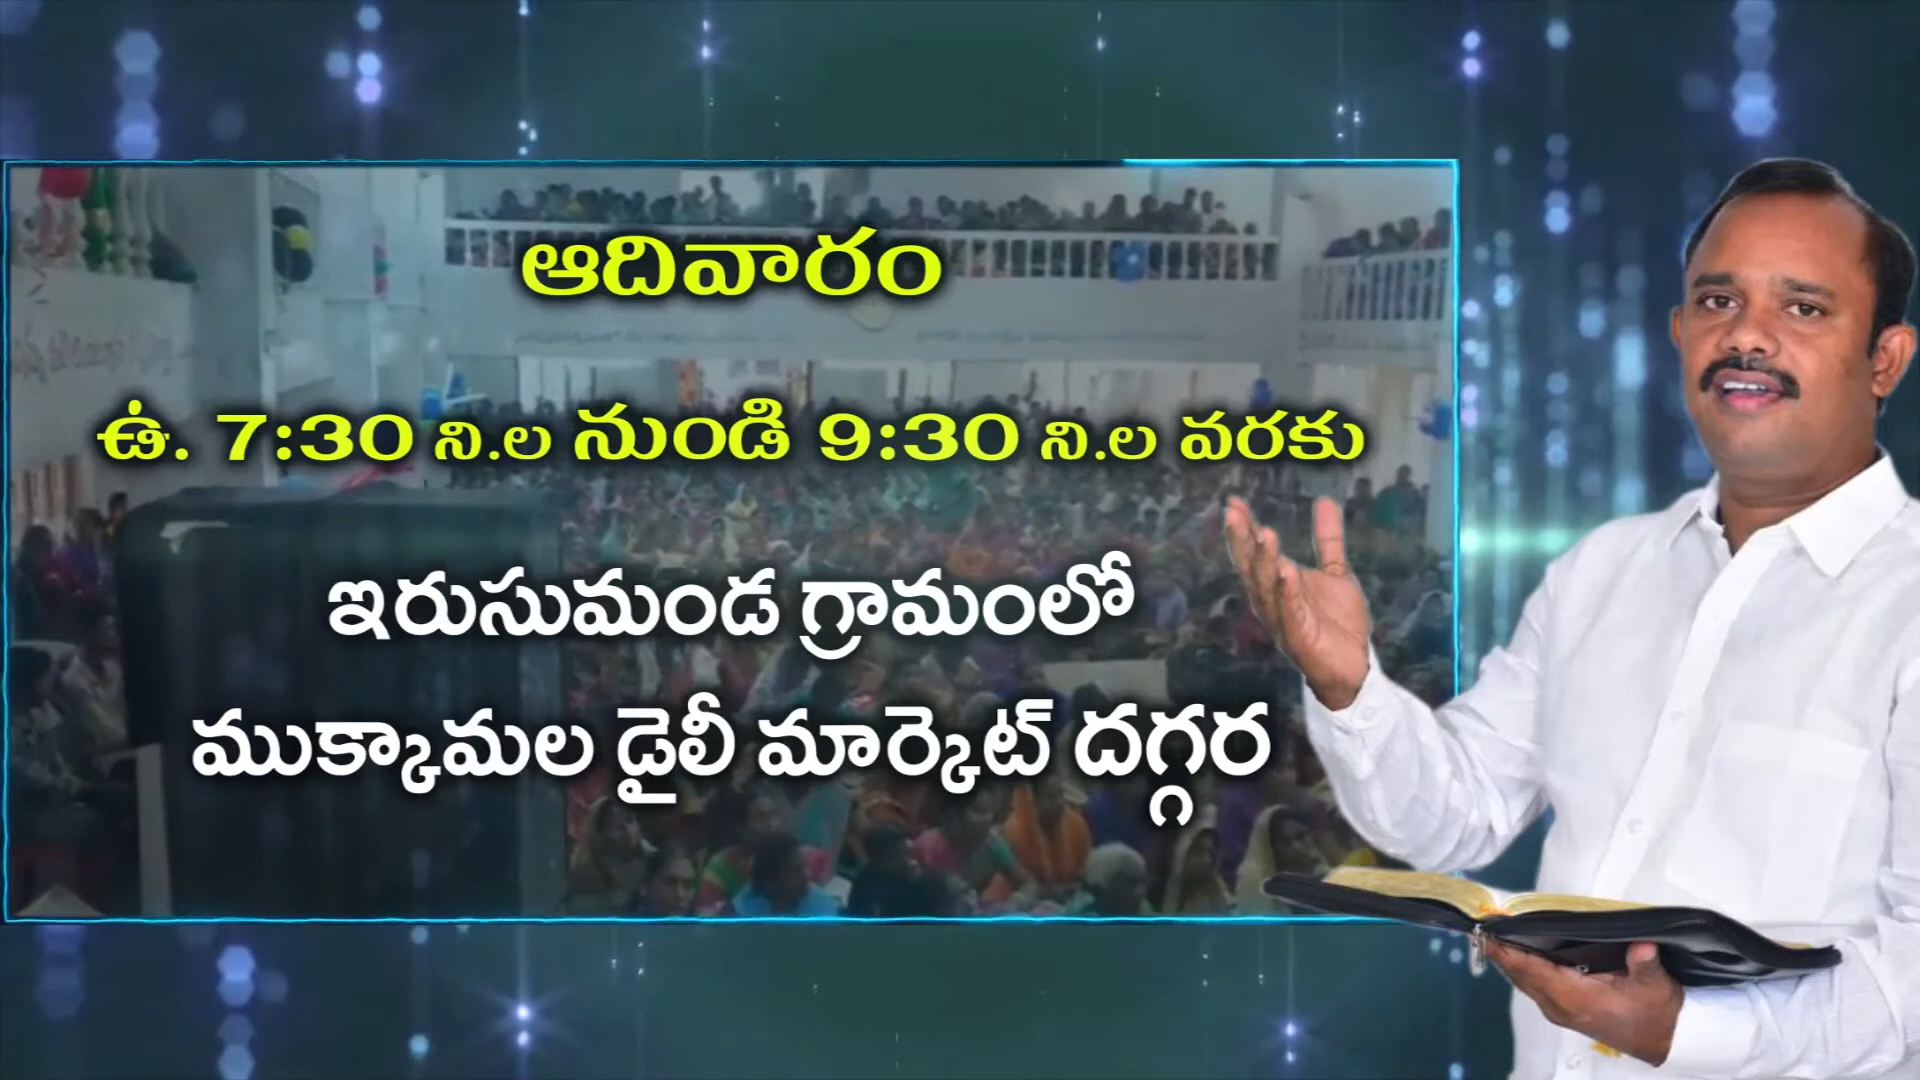 ఆదివారం
ఉ. 7:30 ని.ల నుండి 9:30 ని.ల వరకు
ఇరుసుమండ గ్రామంలో
ముక్కామల డైలీ మార్కెట్ దగ్గర